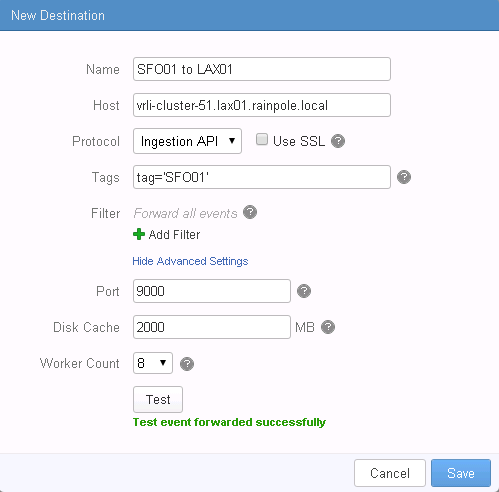 New Destination
Name SFO01 to LAX01
Host vrli-cluster-51.lax01.rainpole.local
Protocol Ingestion API Use SSL ?
Tags tag='SFO01' ?
Filter Forward all events ?
Add Filter
Hide Advanced Settings
Port 9000 ?
Disk Cache 2000 MB ?
Worker Count 8 ?
Test
Test event forwarded successfully
Cancel Save